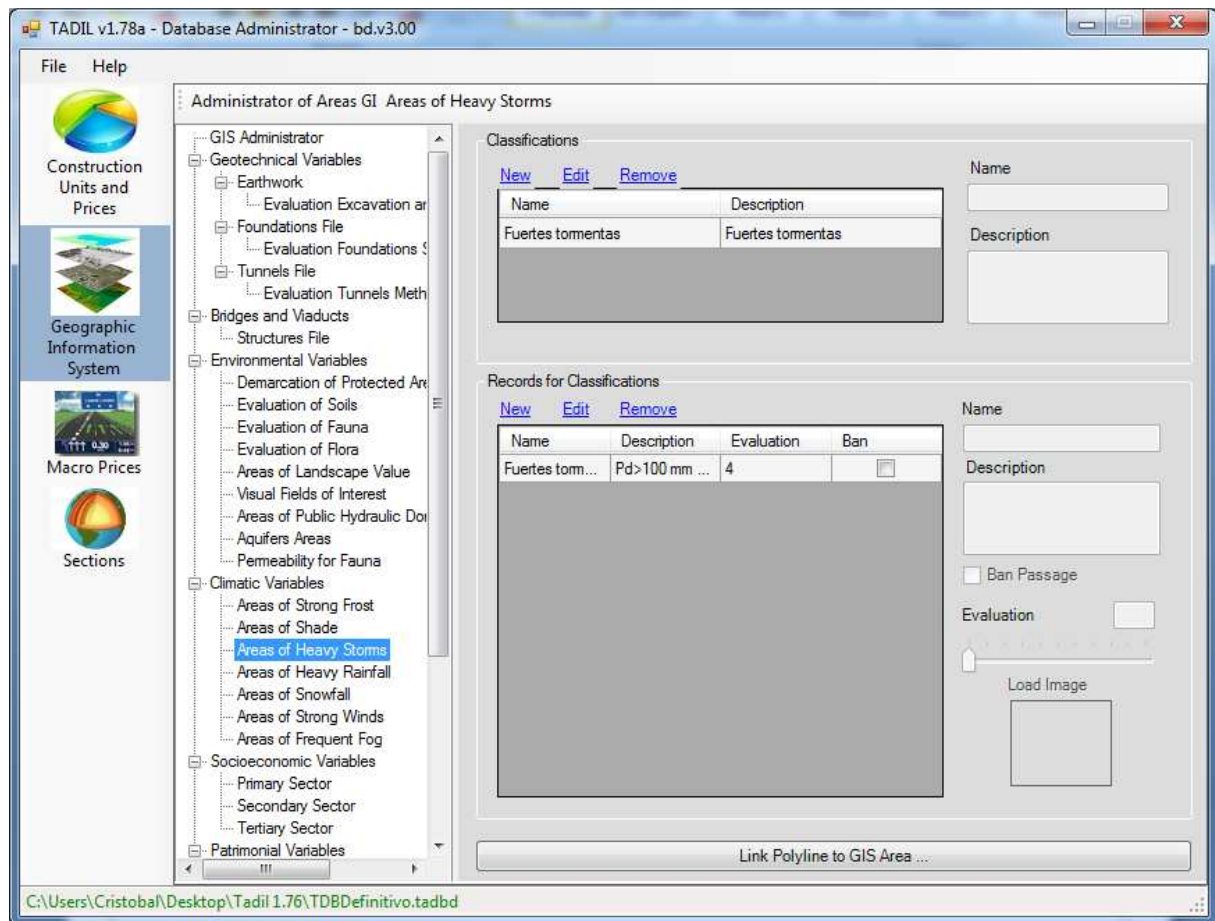 TADIL v1.78a - Database Administrator - bd.v3.00
File Help
Construction
Units and
Prices
Geographic
Information
System
Macro Prices
Sections
Administrator of Areas GI Areas of Heavy Storms
GIS Administrator
Geotechnical Variables
Earthwork
Evaluation Excavation ar
Foundations File
Evaluation Foundations S
Tunnels File
Evaluation Tunnels Meth
Bridges and Viaducts
Structures File
Environmental Variables
Demarcation of Protected Are
Evaluation of Soils
Evaluation of Fauna
Evaluation of Flora
Areas of Landscape Value
Visual Fields of Interest
Areas of Public Hydraulic Dor
Aquifers Areas
Permeability for Fauna
Climatic Variables
Areas of Strong Frost
Areas of Shade
Areas of Heavy Storms
Areas of Heavy Rainfall
Areas of Snowfall
Areas of Strong Winds
Areas of Frequent Fog
Socioeconomic Variables
Primary Sector
Secondary Sector
Tertiary Sector
Patrimonial Variables
Classifications
New Edit Remove
Name Description
Fuertes tormentas Fuertes tormentas
Name
Description
Records for Classifications
New Edit Remove
Name Description Evaluation Ban
Fuertes torm... Pd>100 mm ... 4
Name
Description
Ban Passage
Evaluation
Load Image
Link Polyline to GIS Area ...
C:\Users\Cristobal\Desktop\Tadil 1.76\TDBDefinitivo.tadbd